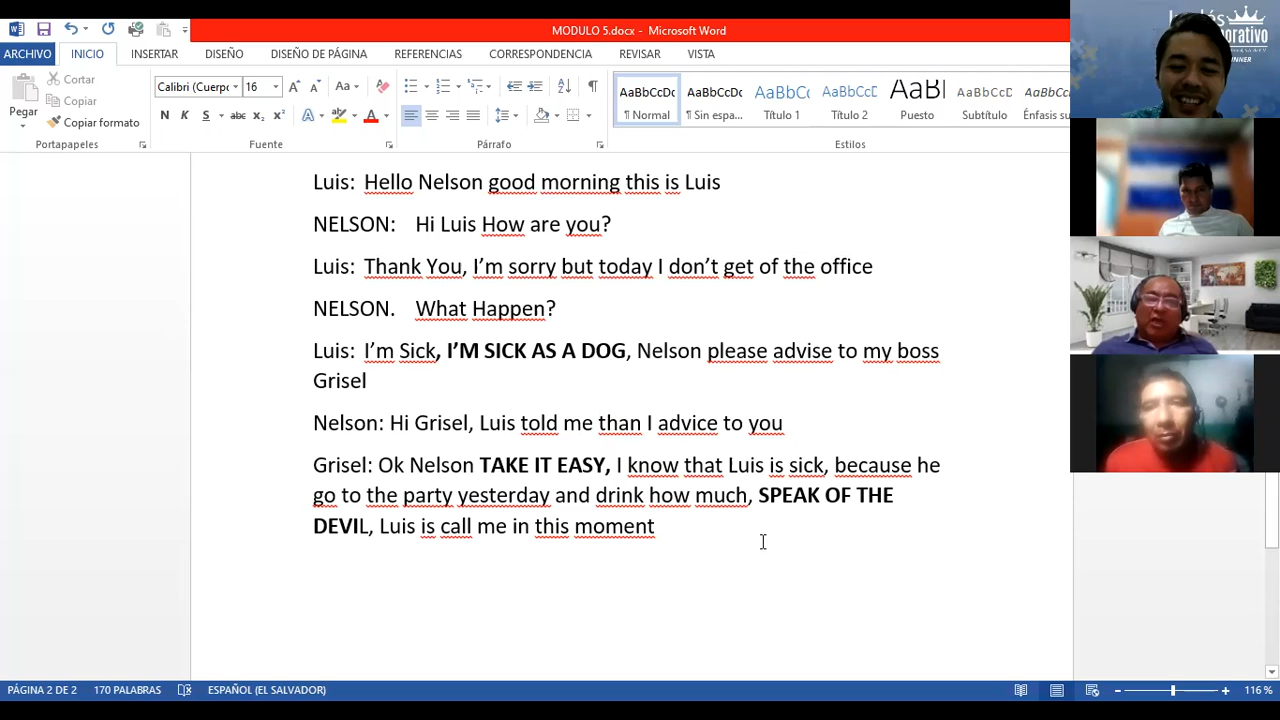 MODULO 5.docx - Microsoft Word
ARCHIVO INICIO INSERTAR DISEÑO DISEÑO DE PÁGINA REFERENCIAS CORRESPONDENCIA REVISAR VISTA
Pegar
Cortar
Copiar
Copiar formato
Calibri (Cuerpo 16
N K S abc x₂ x² A A
AaBbCcDc AaBbCcDc AaBbCc AaBbCcD AaBl AaBbCcD AaBbCcDc
¶ Normal ¶ Sin espa... Título 1 Título 2 Puesto Subtítulo Énfasis su
Portapapeles Fuente Párrafo Estilos
Luis: Hello Nelson good morning this is Luis
NELSON: Hi Luis How are you?
Luis: Thank You, I’m sorry but today I don’t get of the office
NELSON. What Happen?
Luis: I’m Sick, I’M SICK AS A DOG, Nelson please advise to my boss
Grisel
Nelson: Hi Grisel, Luis told me than I advice to you
Grisel: Ok Nelson TAKE IT EASY, I know that Luis is sick, because he
go to the party yesterday and drink how much, SPEAK OF THE
DEVIL, Luis is call me in this moment
PÁGINA 2 DE 2 170 PALABRAS ESPAÑOL (EL SALVADOR) 116 %